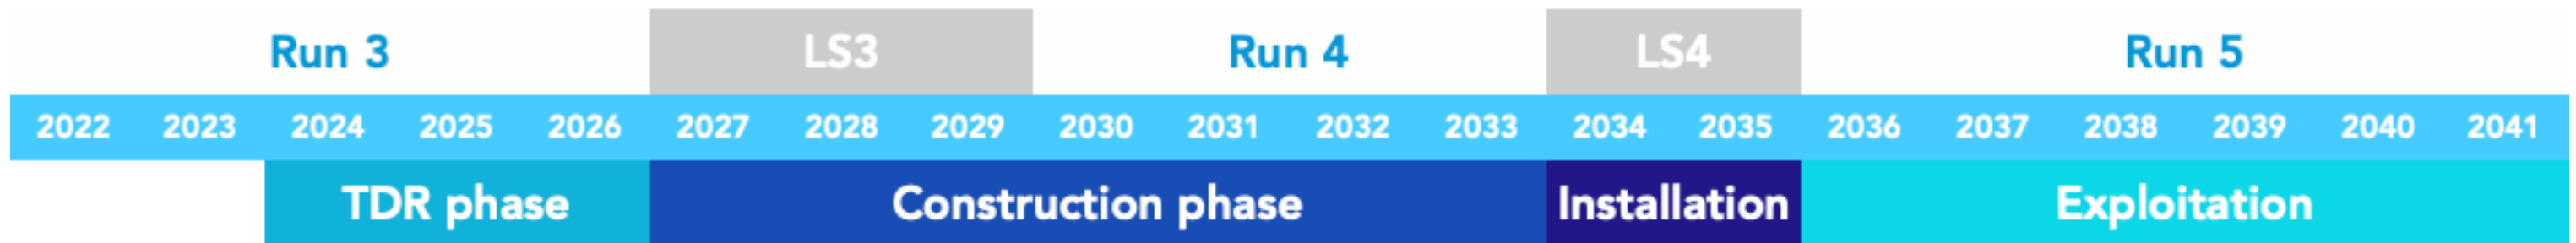 Run 3 LS3 Run 4 LS4 Run 5
2022 2023 2024 2025 2026 2027 2028 2029 2030 2031 2032 2033 2034 2035 2036 2037 2038 2039 2040 2041
TDR phase Construction phase Installation Exploitation